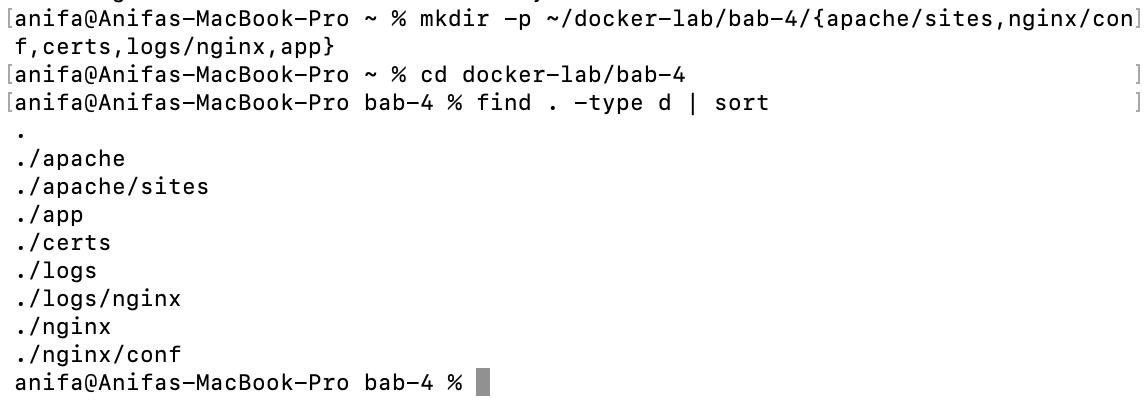 [anifa@Anifas-MacBook-Pro ~ % mkdir -p ~/docker-lab/bab-4/{apache/sites,nginx/con]
f,certs,logs/nginx,app}
[anifa@Anifas-MacBook-Pro ~ % cd docker-lab/bab-4 ]
[anifa@Anifas-MacBook-Pro bab-4 % find . -type d | sort ]
.
./apache
./apache/sites
./app
./certs
./logs
./logs/nginx
./nginx
./nginx/conf
anifa@Anifas-MacBook-Pro bab-4 %